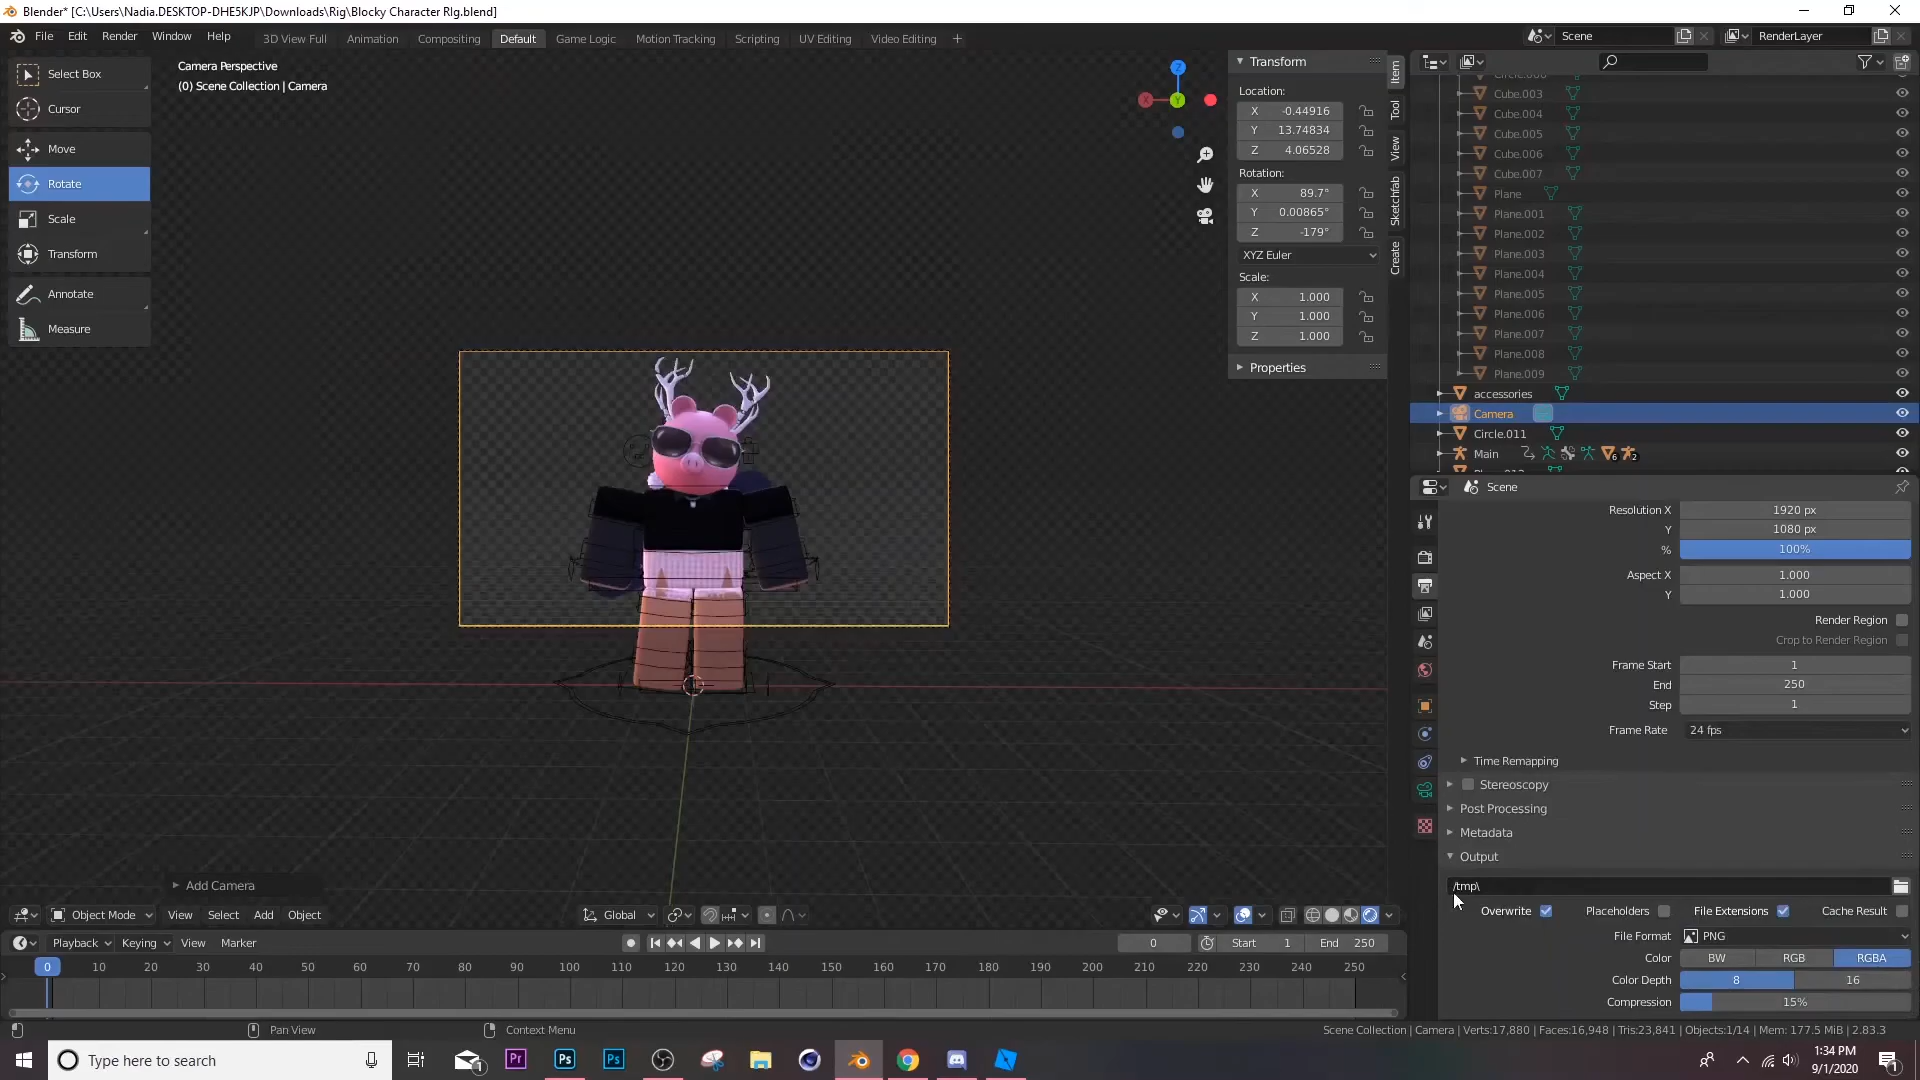 Blender* [C:\Users\Nadia.DESKTOP-DHE5KJP\Downloads\Rig\Blocky Character RIg.blend]
File Edit Render Window Help 3D View Full Animation Compositing Default Game Logic Motion Tracking Scripting UV Editing Video Editing + Scene RenderLayer
Select Box
Cursor
Move
Rotate
Scale
Transform
Annotate
Measure
Camera Perspective
(0) Scene Collection | Camera
Z
X
Y
Transform
Location:
X -0.44916
Y 13.74834
Z 4.06528
Rotation:
X 89.7°
Y 0.00865°
Z -179°
XYZ Euler
Scale:
X 1.000
Y 1.000
Z 1.000
Properties
Item
Tool
View
Sketchfab
Create
Cube.003
Cube.004
Cube.005
Cube.006
Cube.007
Plane
Plane.001
Plane.002
Plane.003
Plane.004
Plane.005
Plane.006
Plane.007
Plane.008
Plane.009
accessories
Camera
Circle.011
Main 6 2
Scene
Resolution X 1920 px
Y 1080 px
% 100%
Aspect X 1.000
Y 1.000
Render Region
Crop to Render Region
Frame Start 1
End 250
Step 1
Frame Rate 24 fps
Time Remapping
Stereoscopy
Post Processing
Metadata
Output
/tmp\
Overwrite Placeholders File Extensions Cache Result
File Format PNG
Color BW RGB RGBA
Color Depth 8 16
Compression 15%
Add Camera
Object Mode View Select Add Object Global
Playback Keying View Marker 0 Start 1 End 250
0 10 20 30 40 50 60 70 80 90 100 110 120 130 140 150 160 170 180 190 200 210 220 230 240 250
Pan View Context Menu Scene Collection | Camera | Verts:17,880 | Faces:16,948 | Tris:23,841 | Objects:1/14 | Mem: 177.5 MiB | 2.83.3
Type here to search 1 Pr Ps Ps 1:34 PM
9/1/2020 1